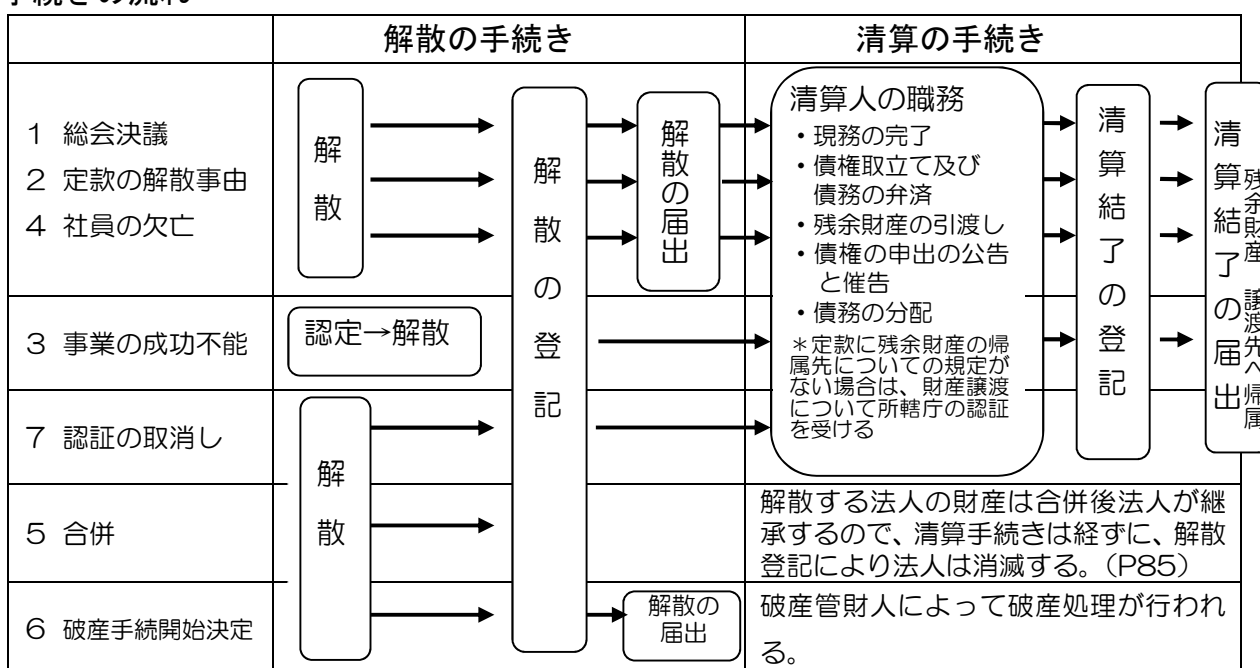 手続きの流れ
解散の手続き
清算の手続き
1 総会決議
2 定款の解散事由
4 社員の欠亡
解散
解散の登記
解散の届出
清算人の職務
・現務の完了
・債権取立て及び
債務の弁済
・残余財産の引渡し
・債権の申出の公告
と催告
・債務の分配
＊定款に残余財産の帰
属先についての規定が
ない場合は、財産譲渡
について所轄庁の認証
を受ける
清算結了の登記
清算結了の届出
残余財産
譲渡先へ
帰属
3 事業の成功不能
認定→解散
7 認証の取消し
解散
5 合併
解散する法人の財産は合併後法人が継
承するので、清算手続きは経ずに、解散
登記により法人は消滅する。（P85）
6 破産手続開始決定
解散の
届出
破産管財人によって破産処理が行われ
る。